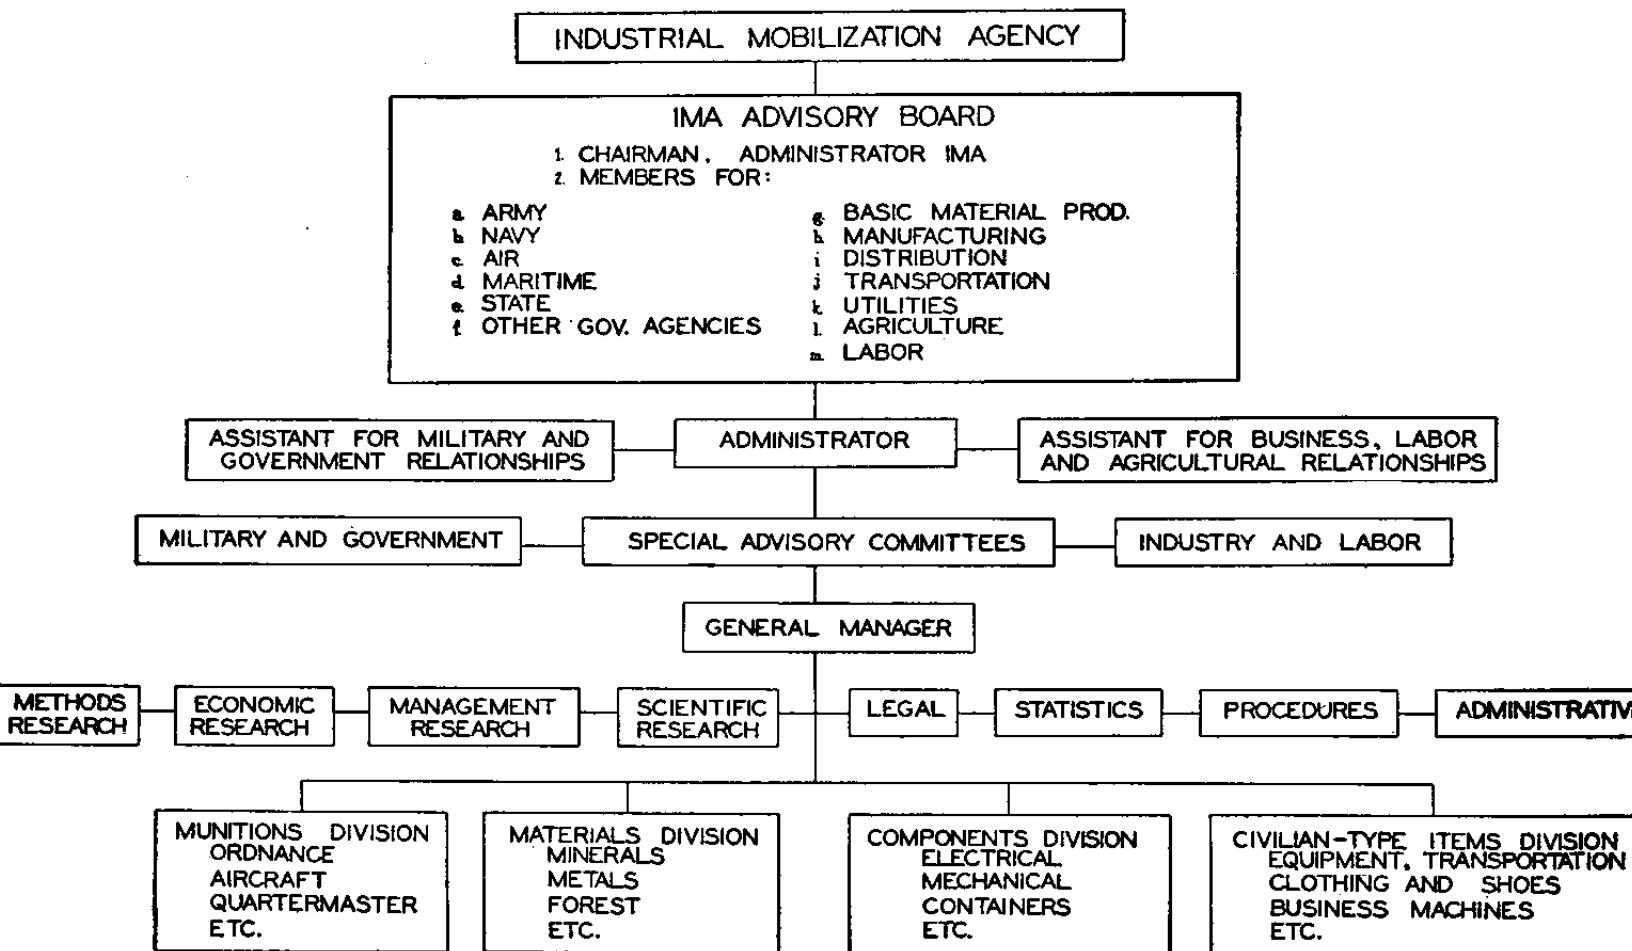 INDUSTRIAL MOBILIZATION AGENCY
IMA ADVISORY BOARD
1. CHAIRMAN, ADMINISTRATOR IMA
2. MEMBERS FOR:
a. ARMY
b. NAVY
c. AIR
d. MARITIME
e. STATE
f. OTHER GOV. AGENCIES
g. BASIC MATERIAL PROD.
h. MANUFACTURING
i. DISTRIBUTION
j. TRANSPORTATION
k. UTILITIES
l. AGRICULTURE
m. LABOR
ASSISTANT FOR MILITARY AND
GOVERNMENT RELATIONSHIPS
ADMINISTRATOR
ASSISTANT FOR BUSINESS, LABOR
AND AGRICULTURAL RELATIONSHIPS
MILITARY AND GOVERNMENT
SPECIAL ADVISORY COMMITTEES
INDUSTRY AND LABOR
GENERAL MANAGER
METHODS
RESEARCH
ECONOMIC
RESEARCH
MANAGEMENT
RESEARCH
SCIENTIFIC
RESEARCH
LEGAL
STATISTICS
PROCEDURES
ADMINISTRATIV
MUNITIONS DIVISION
ORDNANCE
AIRCRAFT
QUARTERMASTER
ETC.
MATERIALS DIVISION
MINERALS
METALS
FOREST
ETC.
COMPONENTS DIVISION
ELECTRICAL
MECHANICAL
CONTAINERS
ETC.
CIVILIAN-TYPE ITEMS DIVISION
EQUIPMENT, TRANSPORTATION
CLOTHING AND SHOES
BUSINESS MACHINES
ETC.